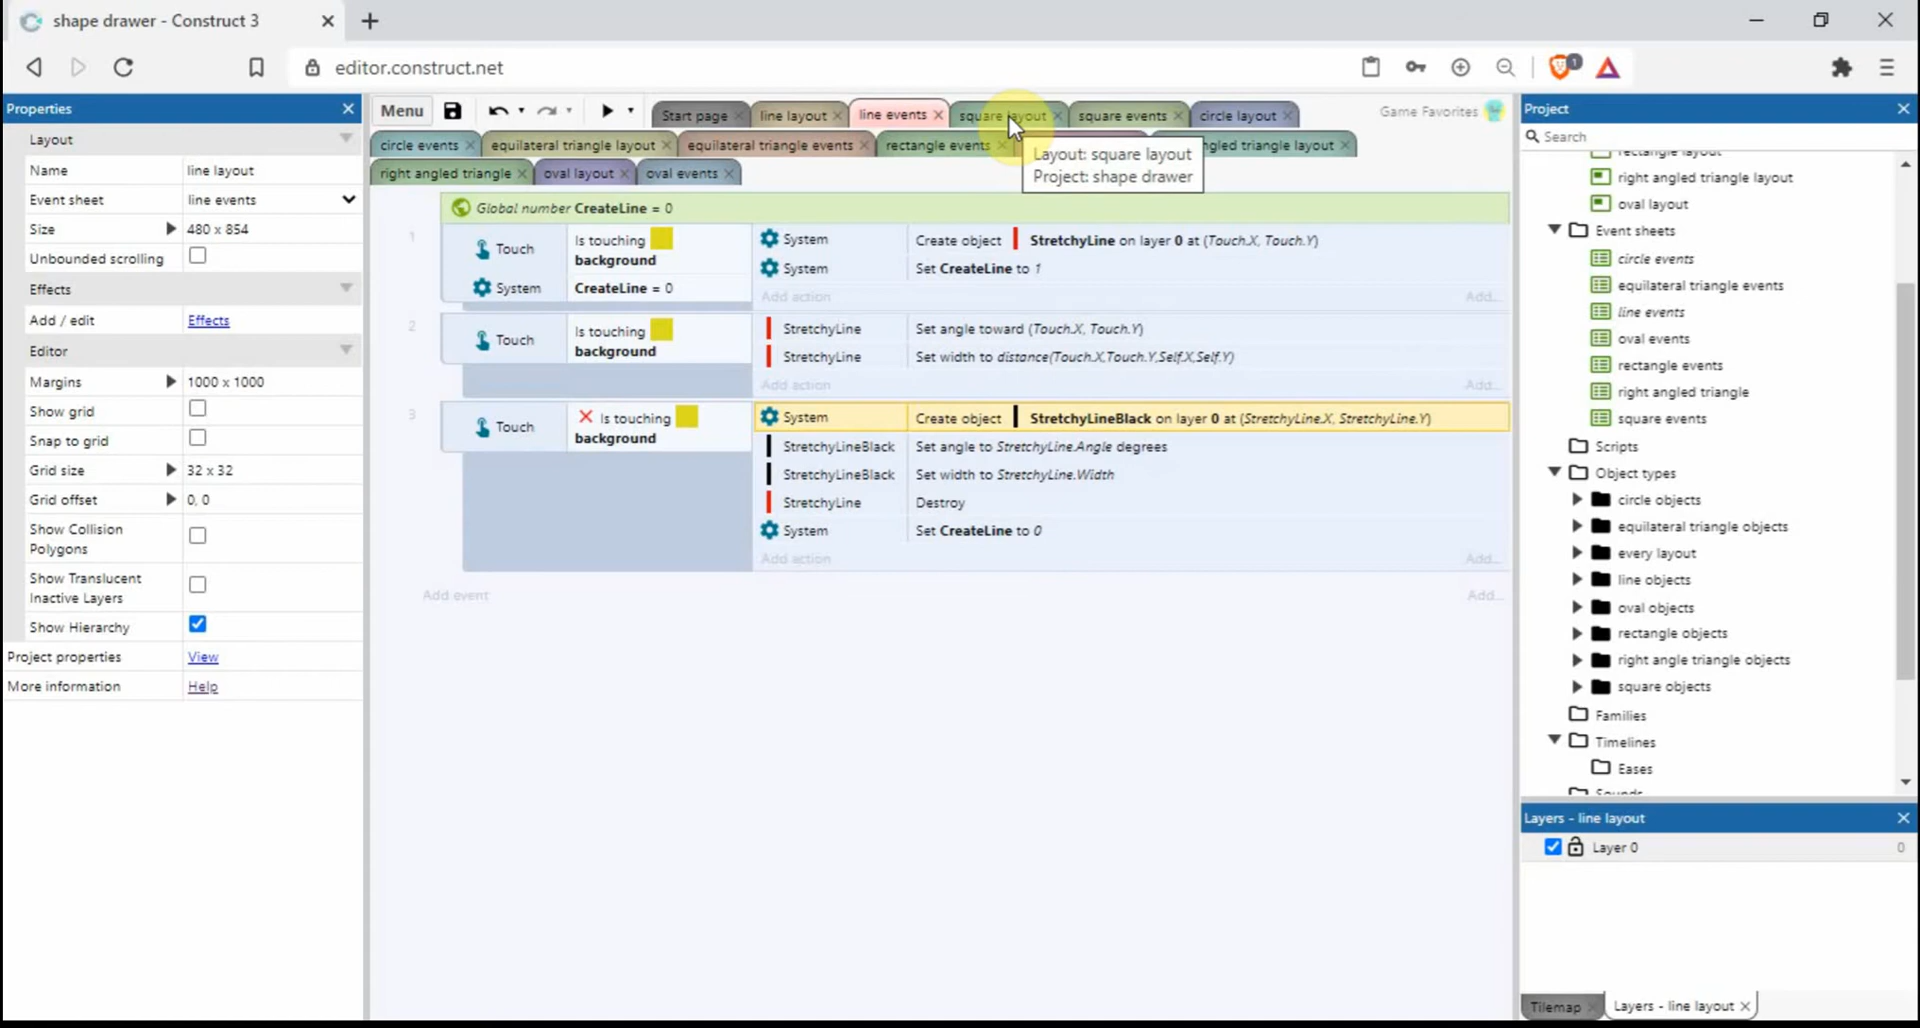 shape drawer - Construct 3
editor.construct.net
1
Properties
Layout
Name line layout
Event sheet line events
Size 480 x 854
Unbounded scrolling
Effects
Add / edit Effects
Editor
Margins 1000 x 1000
Show grid
Snap to grid
Grid size 32 x 32
Grid offset 0, 0
Show Collision
Polygons
Show Translucent
Inactive Layers
Show Hierarchy
Project properties View
More information Help
Menu
Start page
line layout
line events
square layout
square events
circle layout
Game Favorites
circle events
equilateral triangle layout
equilateral triangle events
rectangle events
ngled triangle layout
right angled triangle
oval layout
oval events
Layout: square layout
Project: shape drawer
Global number CreateLine = 0
1
Touch Is touching
background
System CreateLine = 0
System Create object StretchyLine on layer 0 at (Touch.X, Touch.Y)
System Set CreateLine to 1
Add action Add...
2
Touch Is touching
background
StretchyLine Set angle toward (Touch.X, Touch.Y)
StretchyLine Set width to distance(Touch.X,Touch.Y,Self.X,Self.Y)
Add action Add...
3
Touch Is touching
background
System Create object StretchyLineBlack on layer 0 at (StretchyLine.X, StretchyLine.Y)
StretchyLineBlack Set angle to StretchyLine.Angle degrees
StretchyLineBlack Set width to StretchyLine.Width
StretchyLine Destroy
System Set CreateLine to 0
Add action Add...
Add event Add...
Project
Search
rectangle layout
right angled triangle layout
oval layout
Event sheets
circle events
equilateral triangle events
line events
oval events
rectangle events
right angled triangle
square events
Scripts
Object types
circle objects
equilateral triangle objects
every layout
line objects
oval objects
rectangle objects
right angle triangle objects
square objects
Families
Timelines
Eases
Sounds
Layers - line layout
Layer 0 0
Tilemap
Layers - line layout